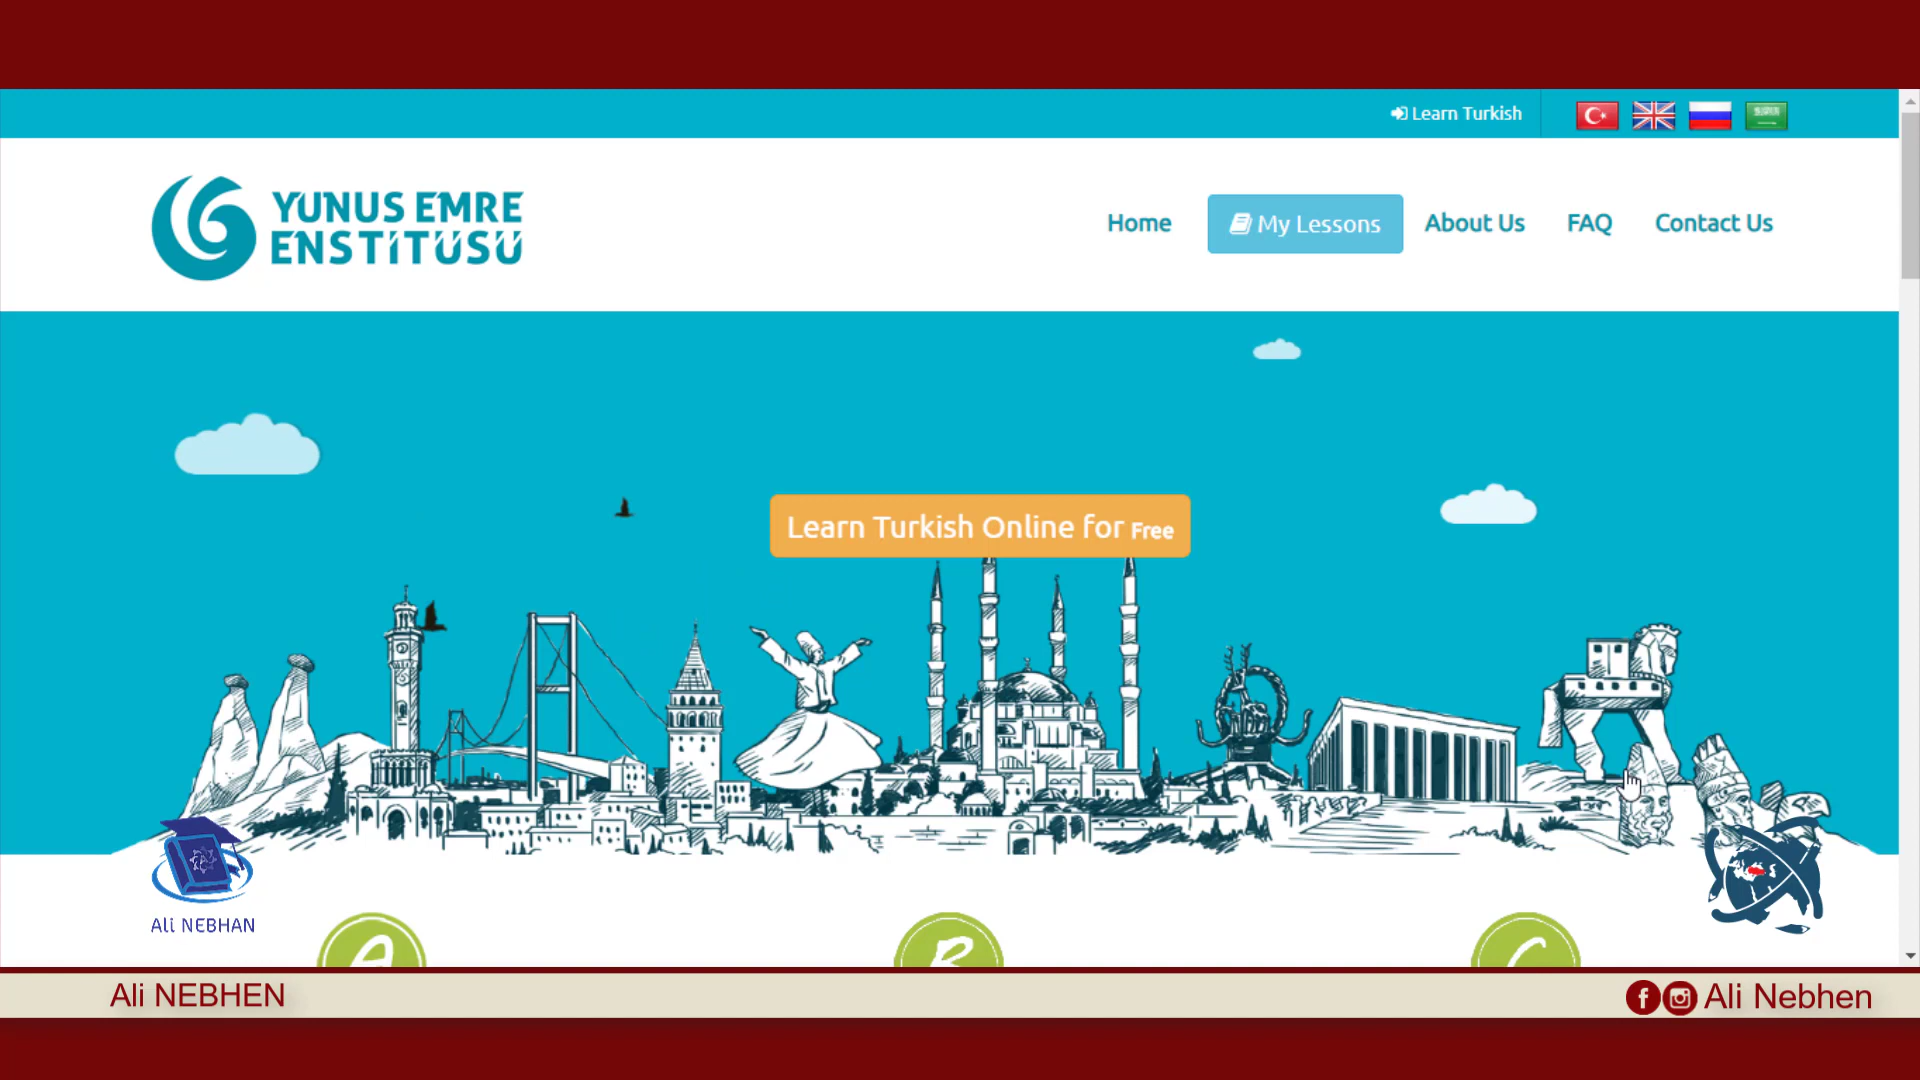 Learn Turkish
YUNUS EMRE
ENSTİTÜSÜ
Home
My Lessons
About Us
FAQ
Contact Us
Learn Turkish Online for Free
Ali NEBHAN
A
B
C
Ali NEBHEN
Ali Nebhen